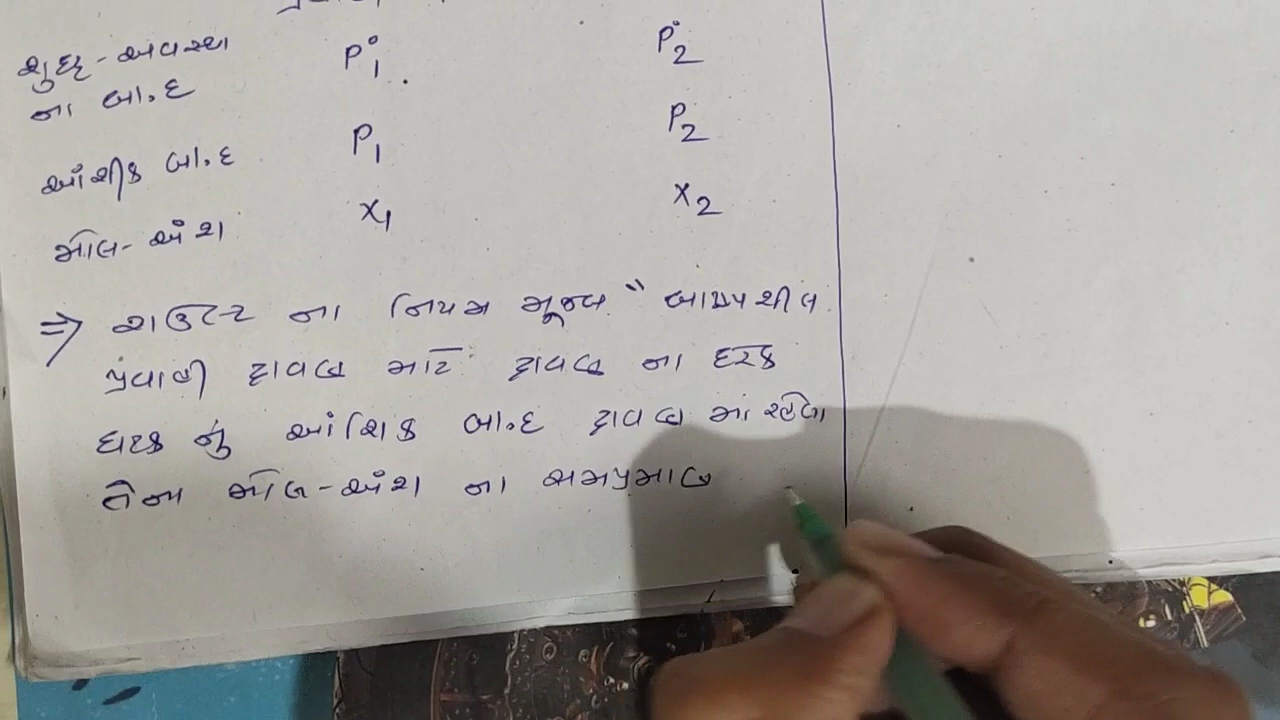 શુદ્ધ-અવસ્થા P°1 P°2
ના બા.દ
આંશીક બા.દ P1 P2
મોલ-અંશ X1 X2
⇒ રાઉલ્ટ ના નિયમ મૂજબ " બાષ્પશીલ
પ્રવાહી દ્રાવણ માટે દ્રાવણ ના દરેક
ઘટક નું આંશિક બા.દ દ્રાવણ મા રહેલા
તેના મોલ-અંશ ના સમપ્રમાણ